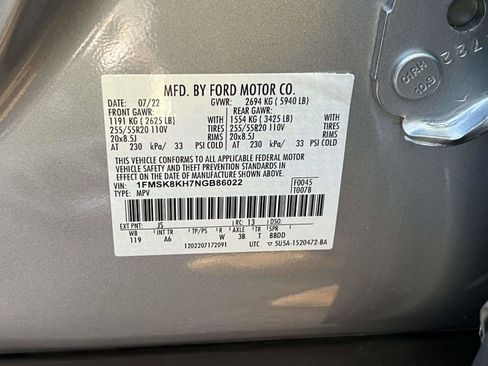 MFD. BY FORD MOTOR CO.
DATE: 07/22 GVWR: 2694 KG ( 5940 LB)
FRONT GAWR: REAR GAWR:
1191 KG ( 2625 LB) 1554 KG ( 3425 LB)
255/55R20 110V TIRES 255/55R20 110V TIRES
20x8.5J RIMS 20x8.5J RIMS
AT 230 kPa/ 33 PSI COLD AT 230 kPa/ 33 PSI COLD
THIS VEHICLE CONFORMS TO ALL APPLICABLE FEDERAL MOTOR
VEHICLE SAFETY AND THEFT PREVENTION STANDARDS IN EFFECT
ON THE DATE OF MANUFACTURE SHOWN ABOVE.
VIN: 1FMSK8KH7NGB86022 F0045
TYPE: MPV T0078
EXT PNT: JS RC: 13 DSO:
WB INT TR TP/PS R AXLE TR SPR
119 A6 W 3B T BBDD
1202207172091 UTC 5U5A-1520472-BA
C1RH